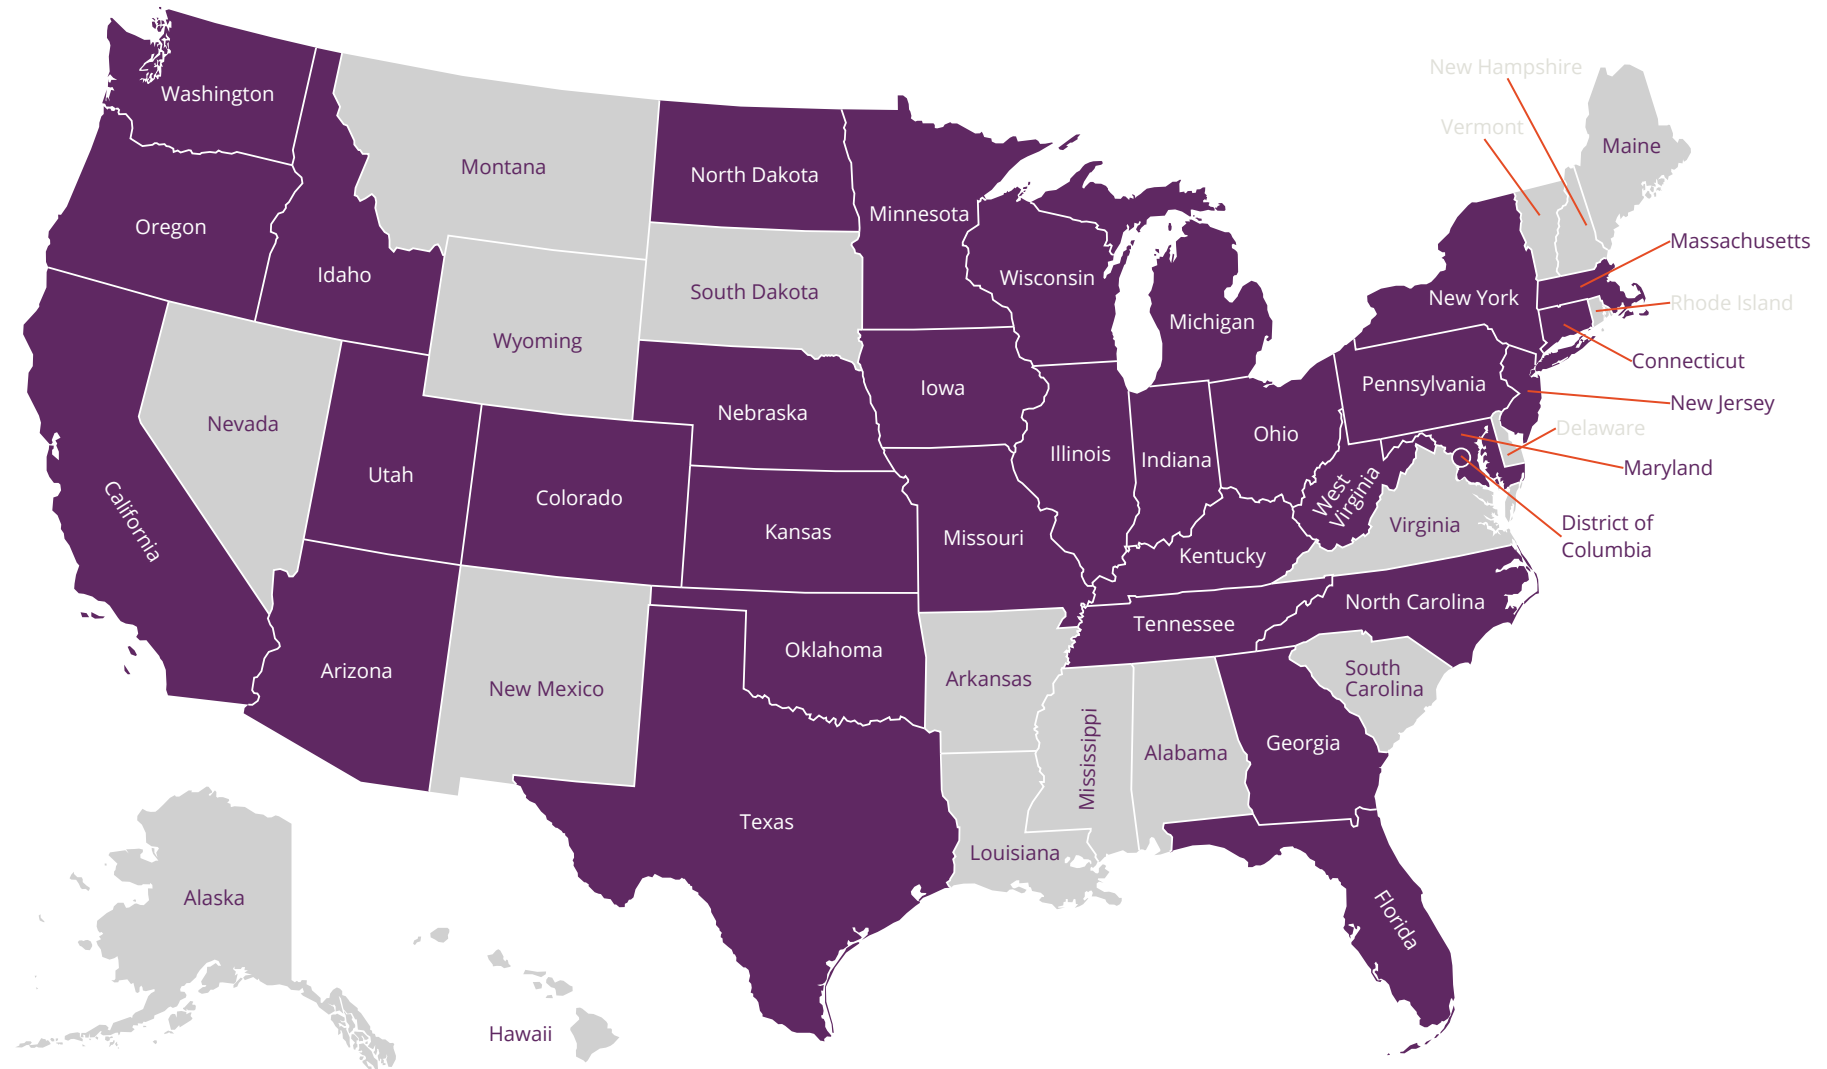 New Hampshire
Washington
Vermont
Maine
Montana
North Dakota
Minnesota
Oregon
Massachusetts
Idaho
Wisconsin
South Dakota
New York
Rhode Island
Michigan
Wyoming
Connecticut
Pennsylvania
Iowa
New Jersey
Nebraska
Nevada
Delaware
Ohio
Illinois
Indiana
Maryland
Utah
Colorado
West
Virginia
California
Virginia
District of
Columbia
Kansas
Missouri
Kentucky
North Carolina
Tennessee
Oklahoma
Arizona
South
Carolina
Arkansas
New Mexico
Georgia
Alabama
Mississippi
Texas
Louisiana
Alaska
Florida
Hawaii